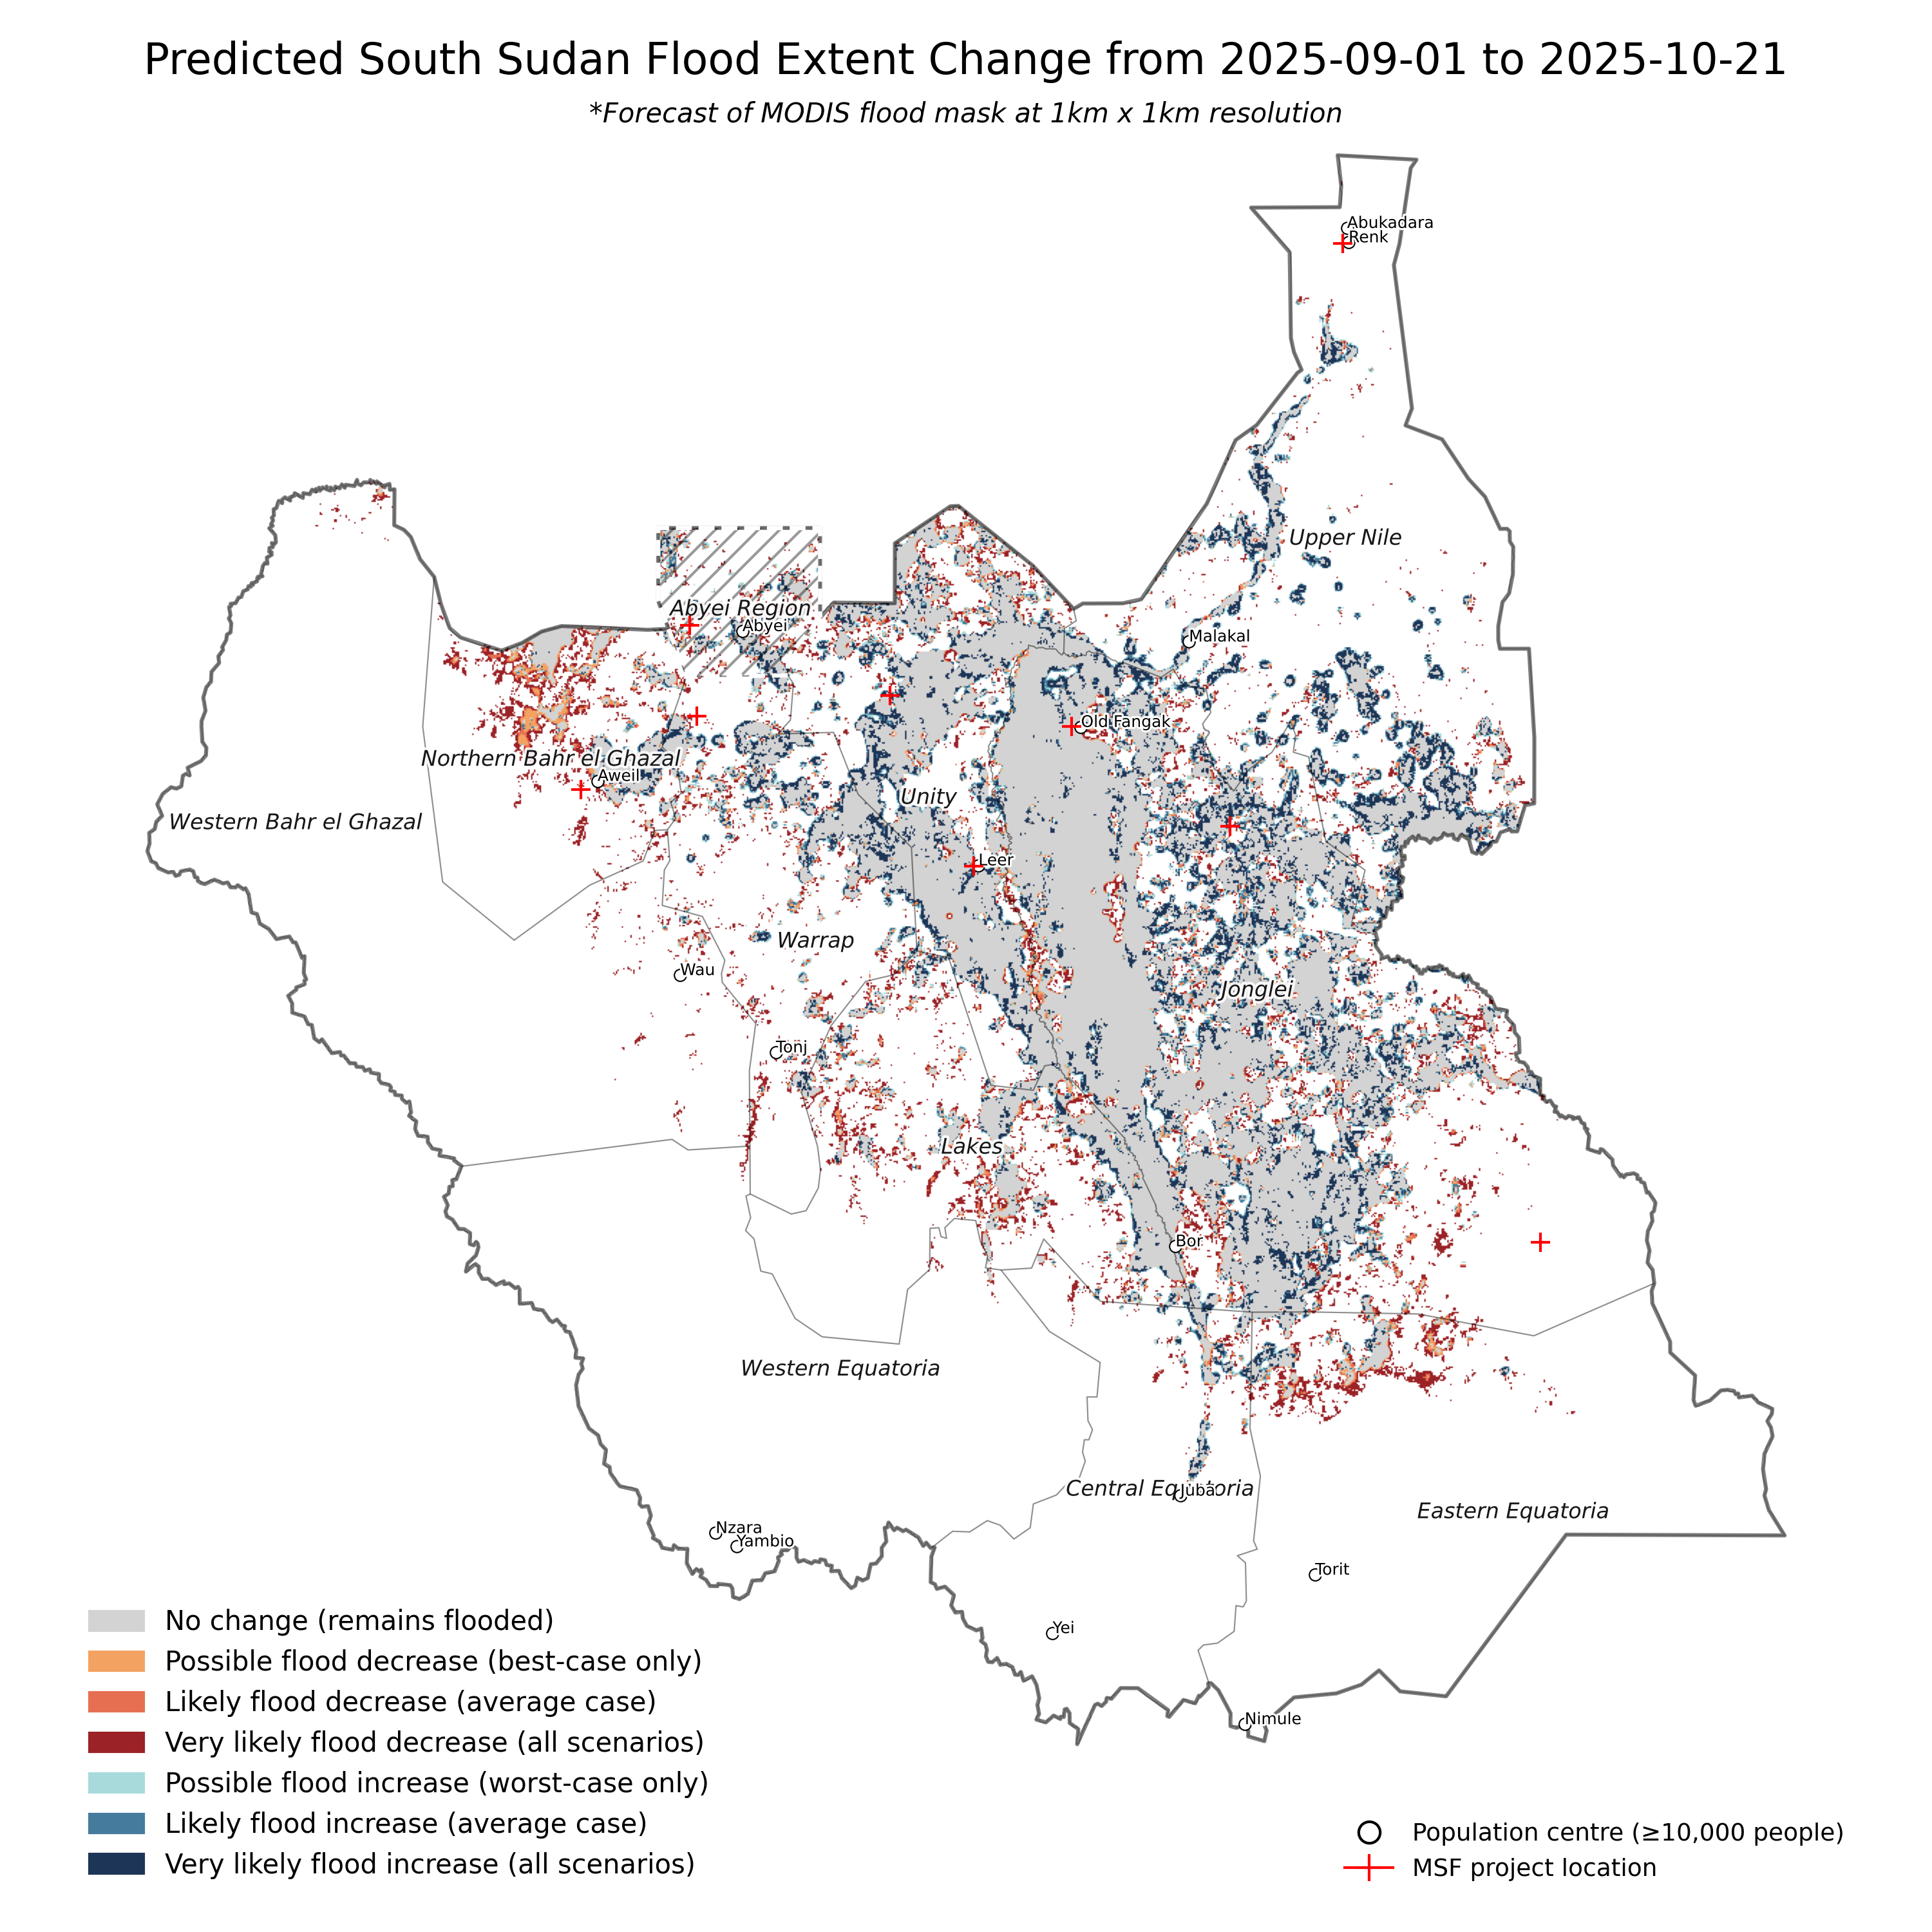 Predicted South Sudan Flood Extent Change from 2025-09-01 to 2025-10-21
*Forecast of MODIS flood mask at 1km x 1km resolution
Abukadara
Renk
Upper Nile
Abyei Region
Abyei
Malakal
Old Fangak
Northern Bahr el Ghazal
Aweil
Unity
Western Bahr el Ghazal
Leer
Warrap
Wau
Jonglei
Tonj
Lakes
Bor
Western Equatoria
Central Equatoria
Juba
Eastern Equatoria
Nzara
Yambio
Torit
Yei
Nimule
No change (remains flooded)
Possible flood decrease (best-case only)
Likely flood decrease (average case)
Very likely flood decrease (all scenarios)
Possible flood increase (worst-case only)
Likely flood increase (average case)
Very likely flood increase (all scenarios)
Population centre (≥10,000 people)
MSF project location